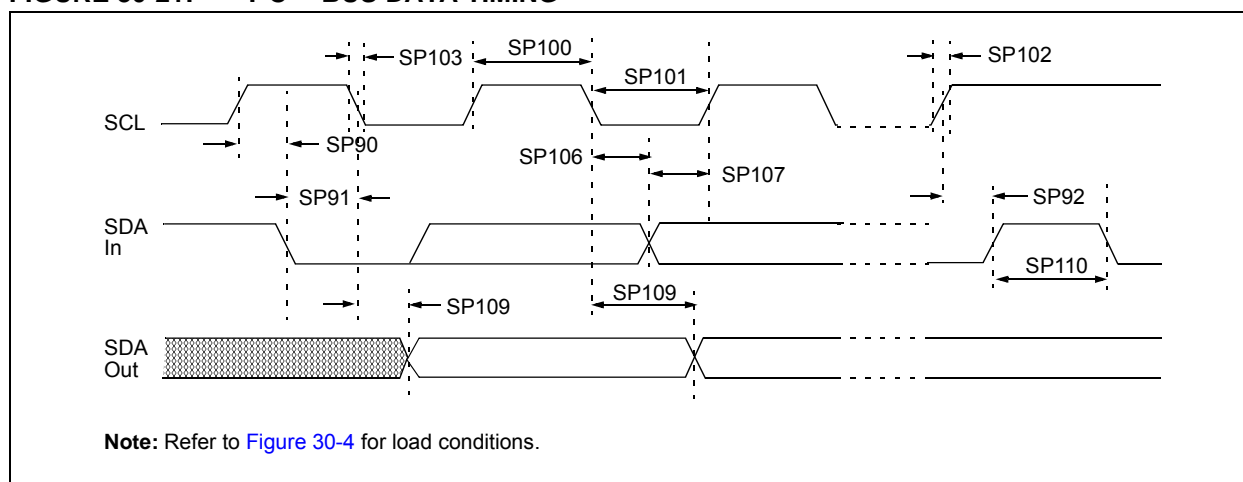 SP103
SP100
SP101
SP102
SCL
SP90
SP106
SP107
SP91
SP92
SDA
In
SP110
SP109
SP109
SDA
Out
Note: Refer to Figure 30-4 for load conditions.